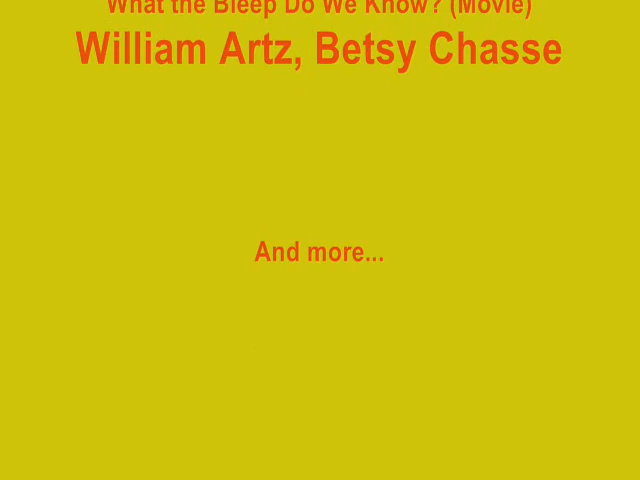 What the Bleep Do We Know? (Movie)
William Artz, Betsy Chasse
And more...